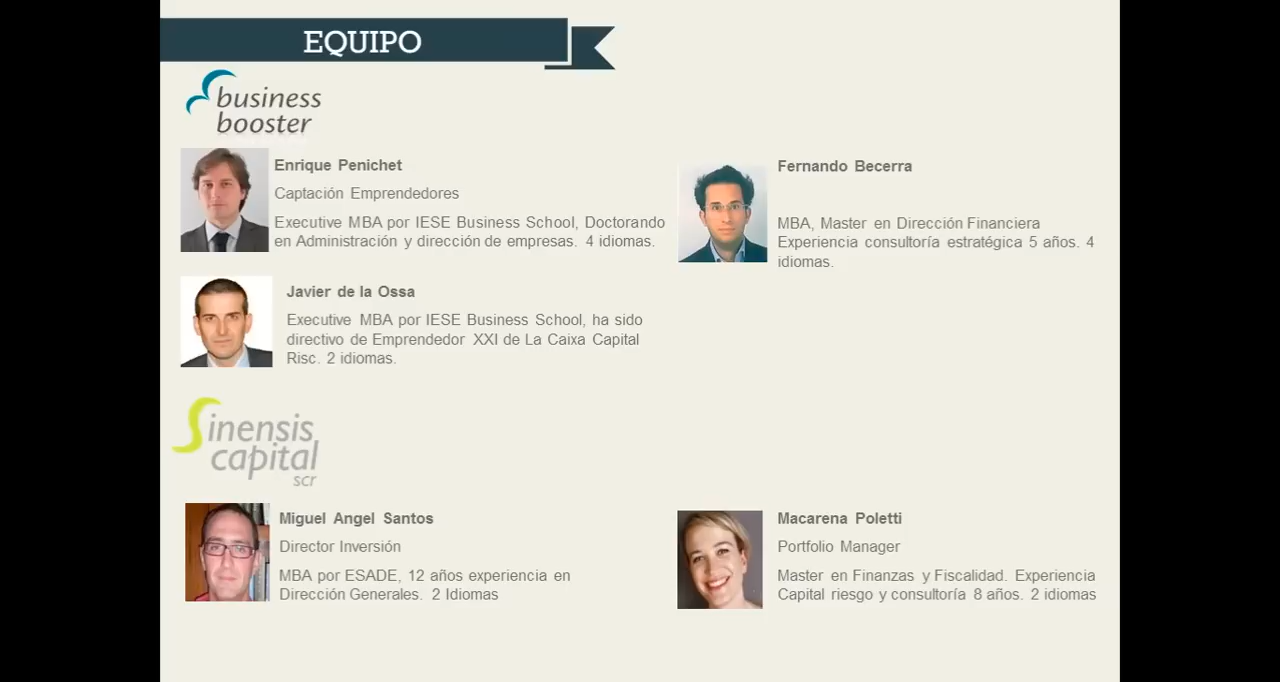 EQUIPO
business
booster
Enrique Penichet
Captación Emprendedores
Executive MBA por IESE Business School, Doctorando
en Administración y dirección de empresas. 4 idiomas.
Fernando Becerra
MBA, Master en Dirección Financiera
Experiencia consultoría estratégica 5 años. 4
idiomas.
Javier de la Ossa
Executive MBA por IESE Business School, ha sido
directivo de Emprendedor XXI de La Caixa Capital
Risc. 2 idiomas.
Sinensis
capital
scr
Miguel Angel Santos
Director Inversión
MBA por ESADE, 12 años experiencia en
Dirección Generales. 2 Idiomas
Macarena Poletti
Portfolio Manager
Master en Finanzas y Fiscalidad. Experiencia
Capital riesgo y consultoría 8 años. 2 idiomas